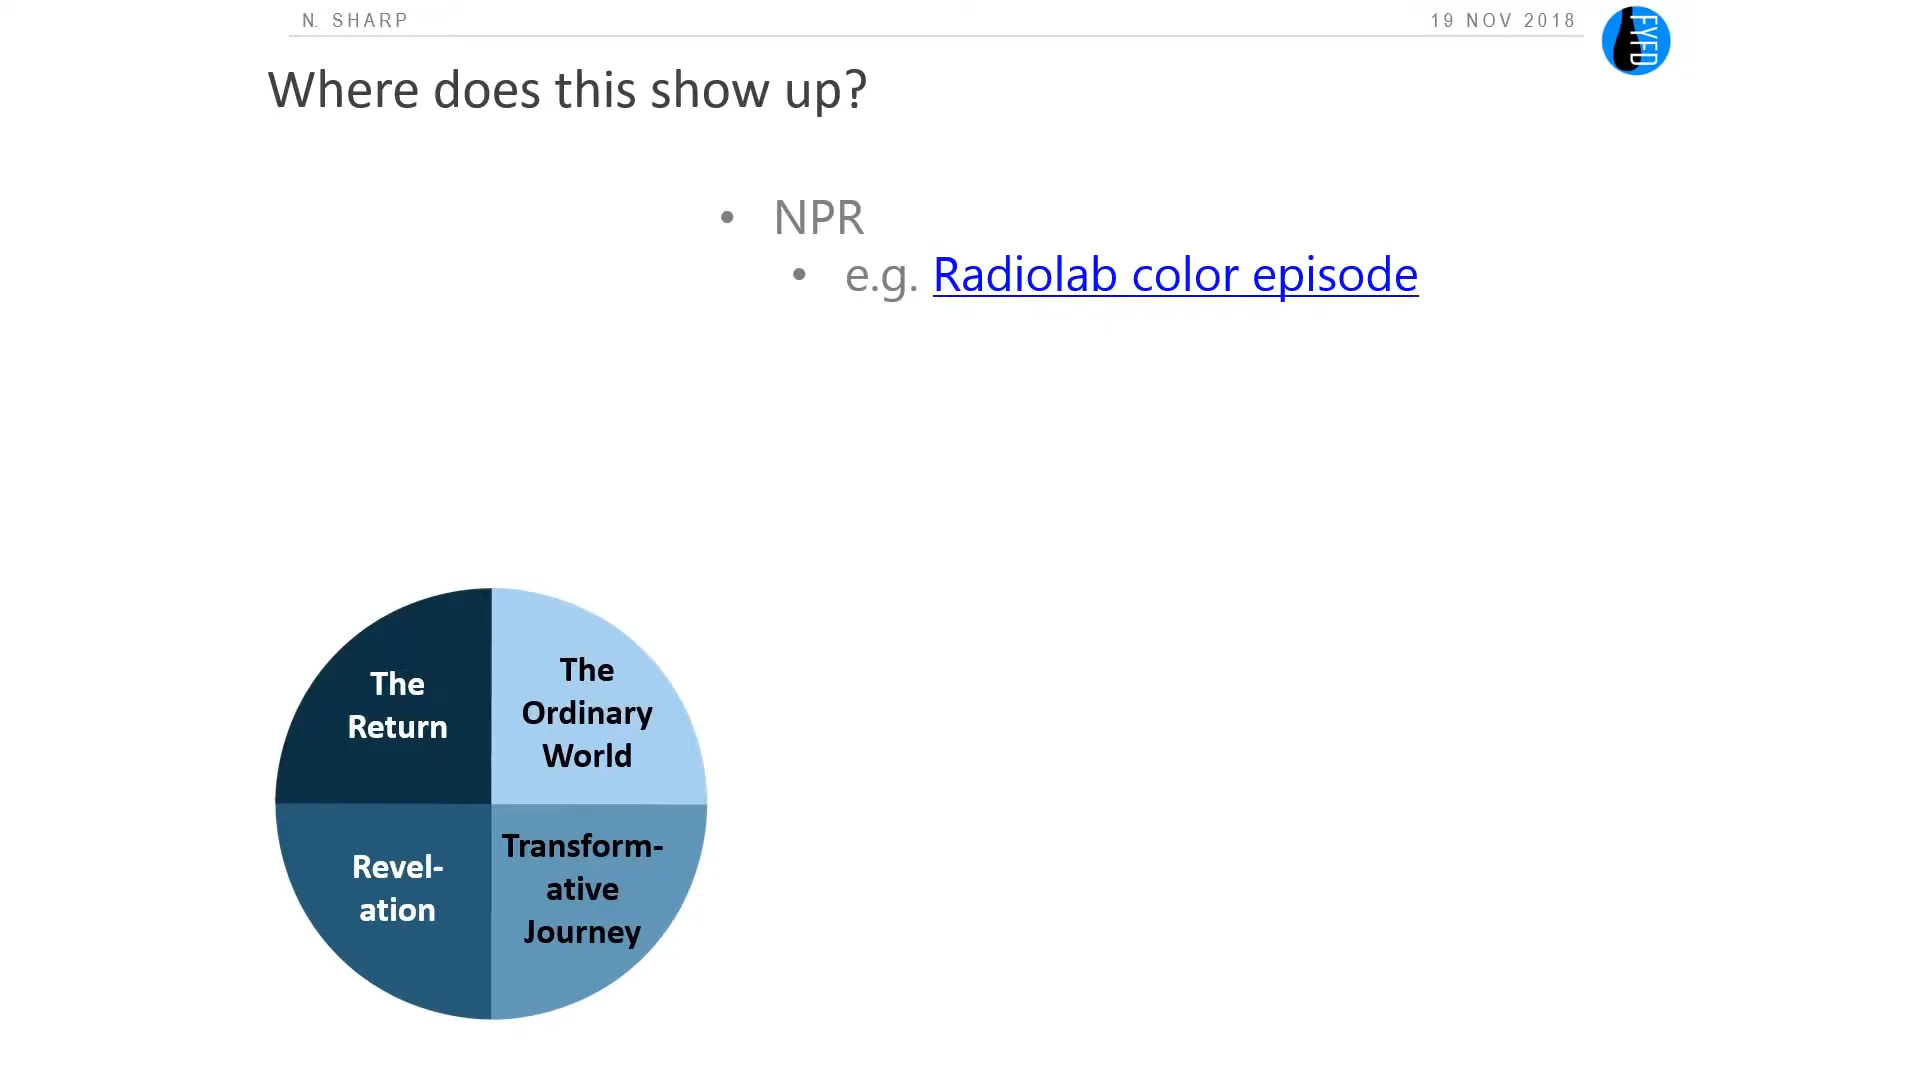 N. SHARP
19 NOV 2018
FYFD
Where does this show up?
• NPR
• e.g. Radiolab color episode
The
Return
The
Ordinary
World
Revel-
ation
Transform-
ative
Journey